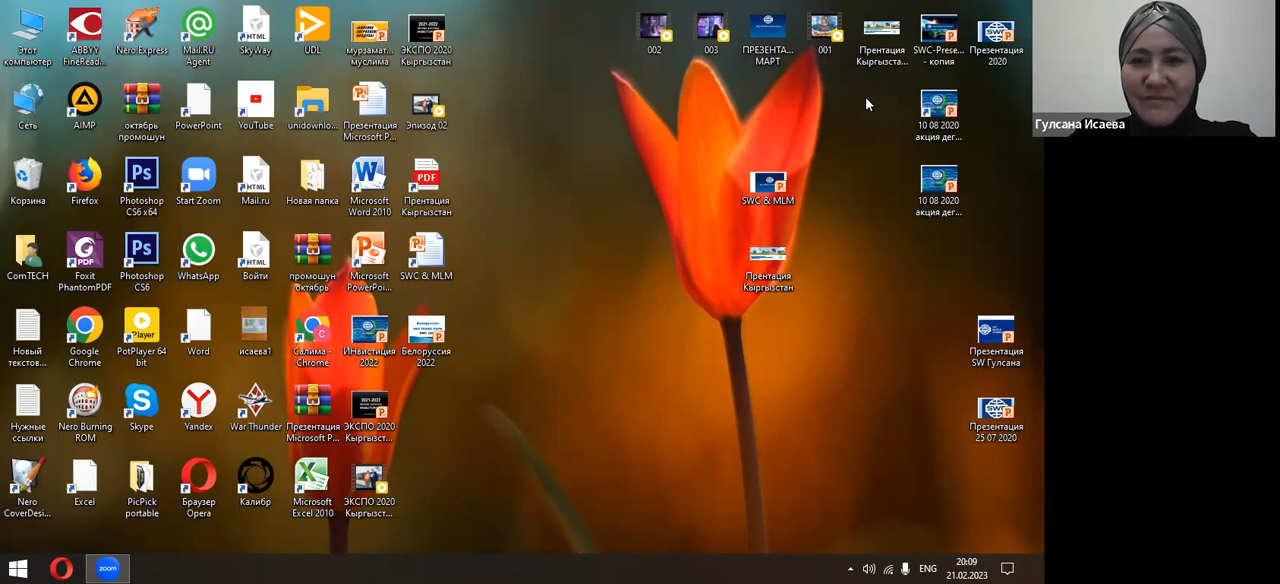 Этот
компьютер
ABBYY
FineRead...
Nero Express
Mail.RU
Agent
SkyWay
UDL
мурзамат...
муслима
ЭКСПО 2020
Кыргызстан
002
003
ПРЕЗЕНТА...
МАРТ
001
Прентация
Кыргызста...
SWC-Prese...
- копия
Презентация
2020
Гулсана Исаева
Сеть
AIMP
октябрь
промошун
PowerPoint
YouTube
unidownlo...
Презентация
Microsoft P...
Эпизод 02
10 08 2020
акция дег...
Корзина
Firefox
Photoshop
CS6 x64
Start Zoom
Mail.ru
Новая папка
Microsoft
Word 2010
Прентация
Кыргызстан
SWC & MLM
10 08 2020
акция дег...
ComTECH
Foxit
PhantomPDF
Photoshop
CS6
WhatsApp
Войти
промошун
октябрь
Microsoft
PowerPoi...
SWC & MLM
Прентация
Кыргызстан
Новый
текстов...
Google
Chrome
PotPlayer 64
bit
Word
исаева1
Салима -
Chrome
ИНвистиция
2022
Белоруссия
2022
Презентация
SW Гулсана
Нужные
ссылки
Nero Burning
ROM
Skype
Yandex
War Thunder
Презентация
Microsoft P...
ЭКСПО 2020
Кыргызст...
Презентация
25 07 2020
Nero
CoverDesi...
Excel
PicPick
portable
Браузер
Opera
Калибр
Microsoft
Excel 2010
ЭКСПО 2020
Кыргызст...
zoom
ENG
20:09
21.02.2023